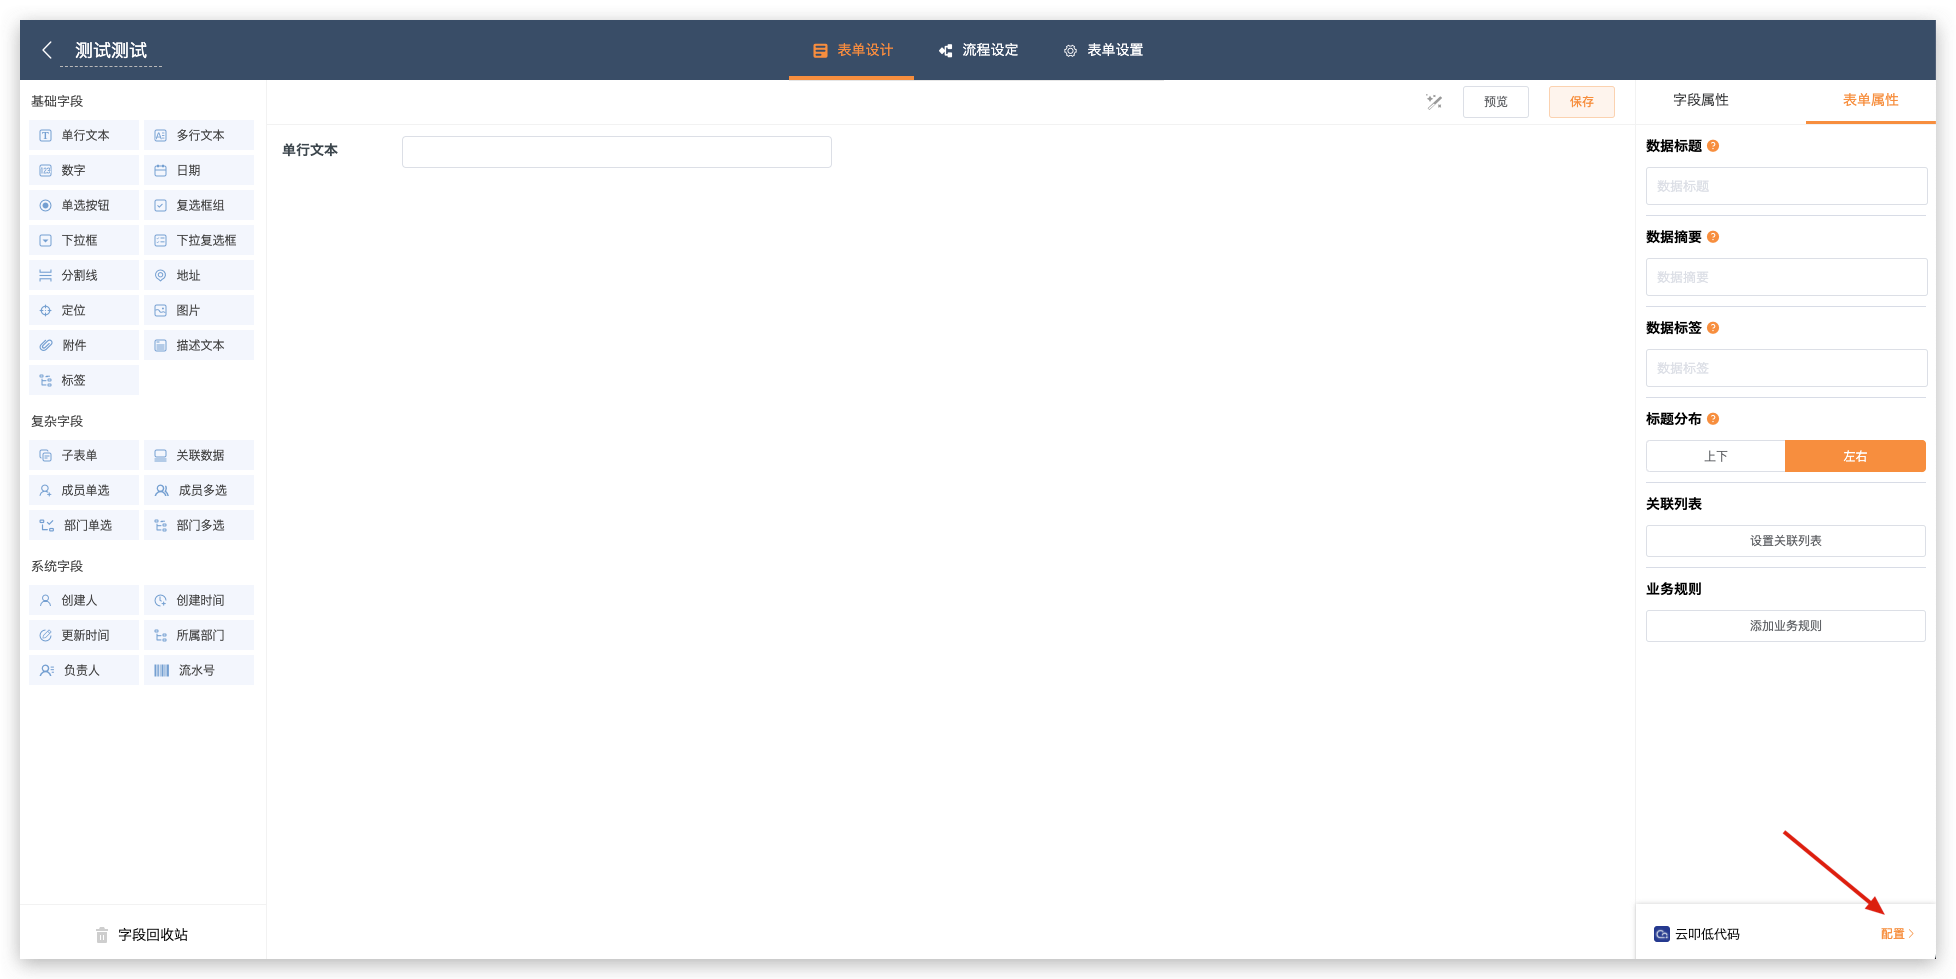 测试测试
表单设计
流程设定
表单设置
基础字段
单行文本
多行文本
数字
日期
单选按钮
复选框组
下拉框
下拉复选框
分割线
地址
定位
图片
附件
描述文本
标签
复杂字段
子表单
关联数据
成员单选
成员多选
部门单选
部门多选
系统字段
创建人
创建时间
更新时间
所属部门
负责人
流水号
字段回收站
预览
保存
单行文本
字段属性
表单属性
数据标题
数据标题
数据摘要
数据摘要
数据标签
数据标签
标题分布
上下
左右
关联列表
设置关联列表
业务规则
添加业务规则
云叩低代码
配置